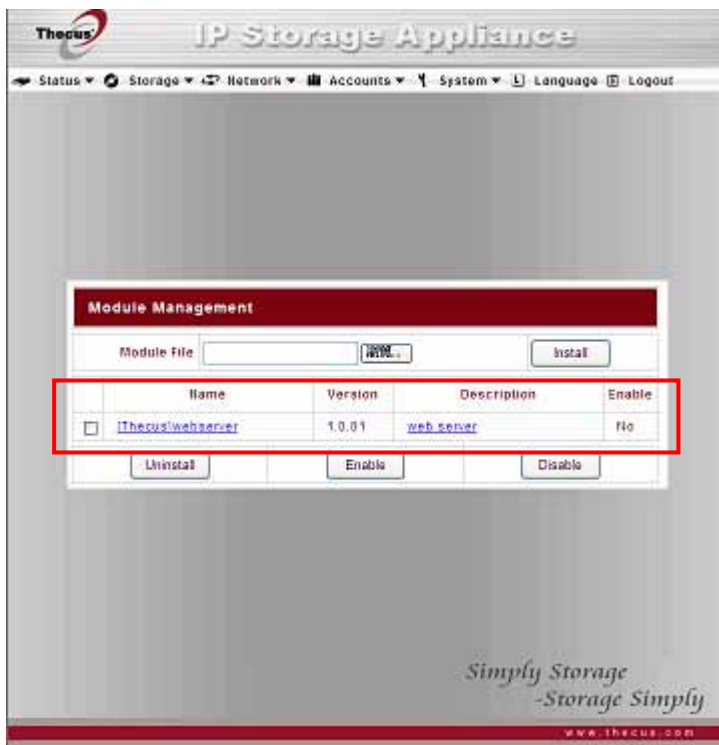 Thecus
IP Storage Appliance
Status Storage Network Accounts System Language Logout
Module Management
Module File Install
Name Version Description Enable
[Thecus]webserver 1.0.01 web server No
Uninstall Enable Disable
Simply Storage
-Storage Simply
www.thecus.com